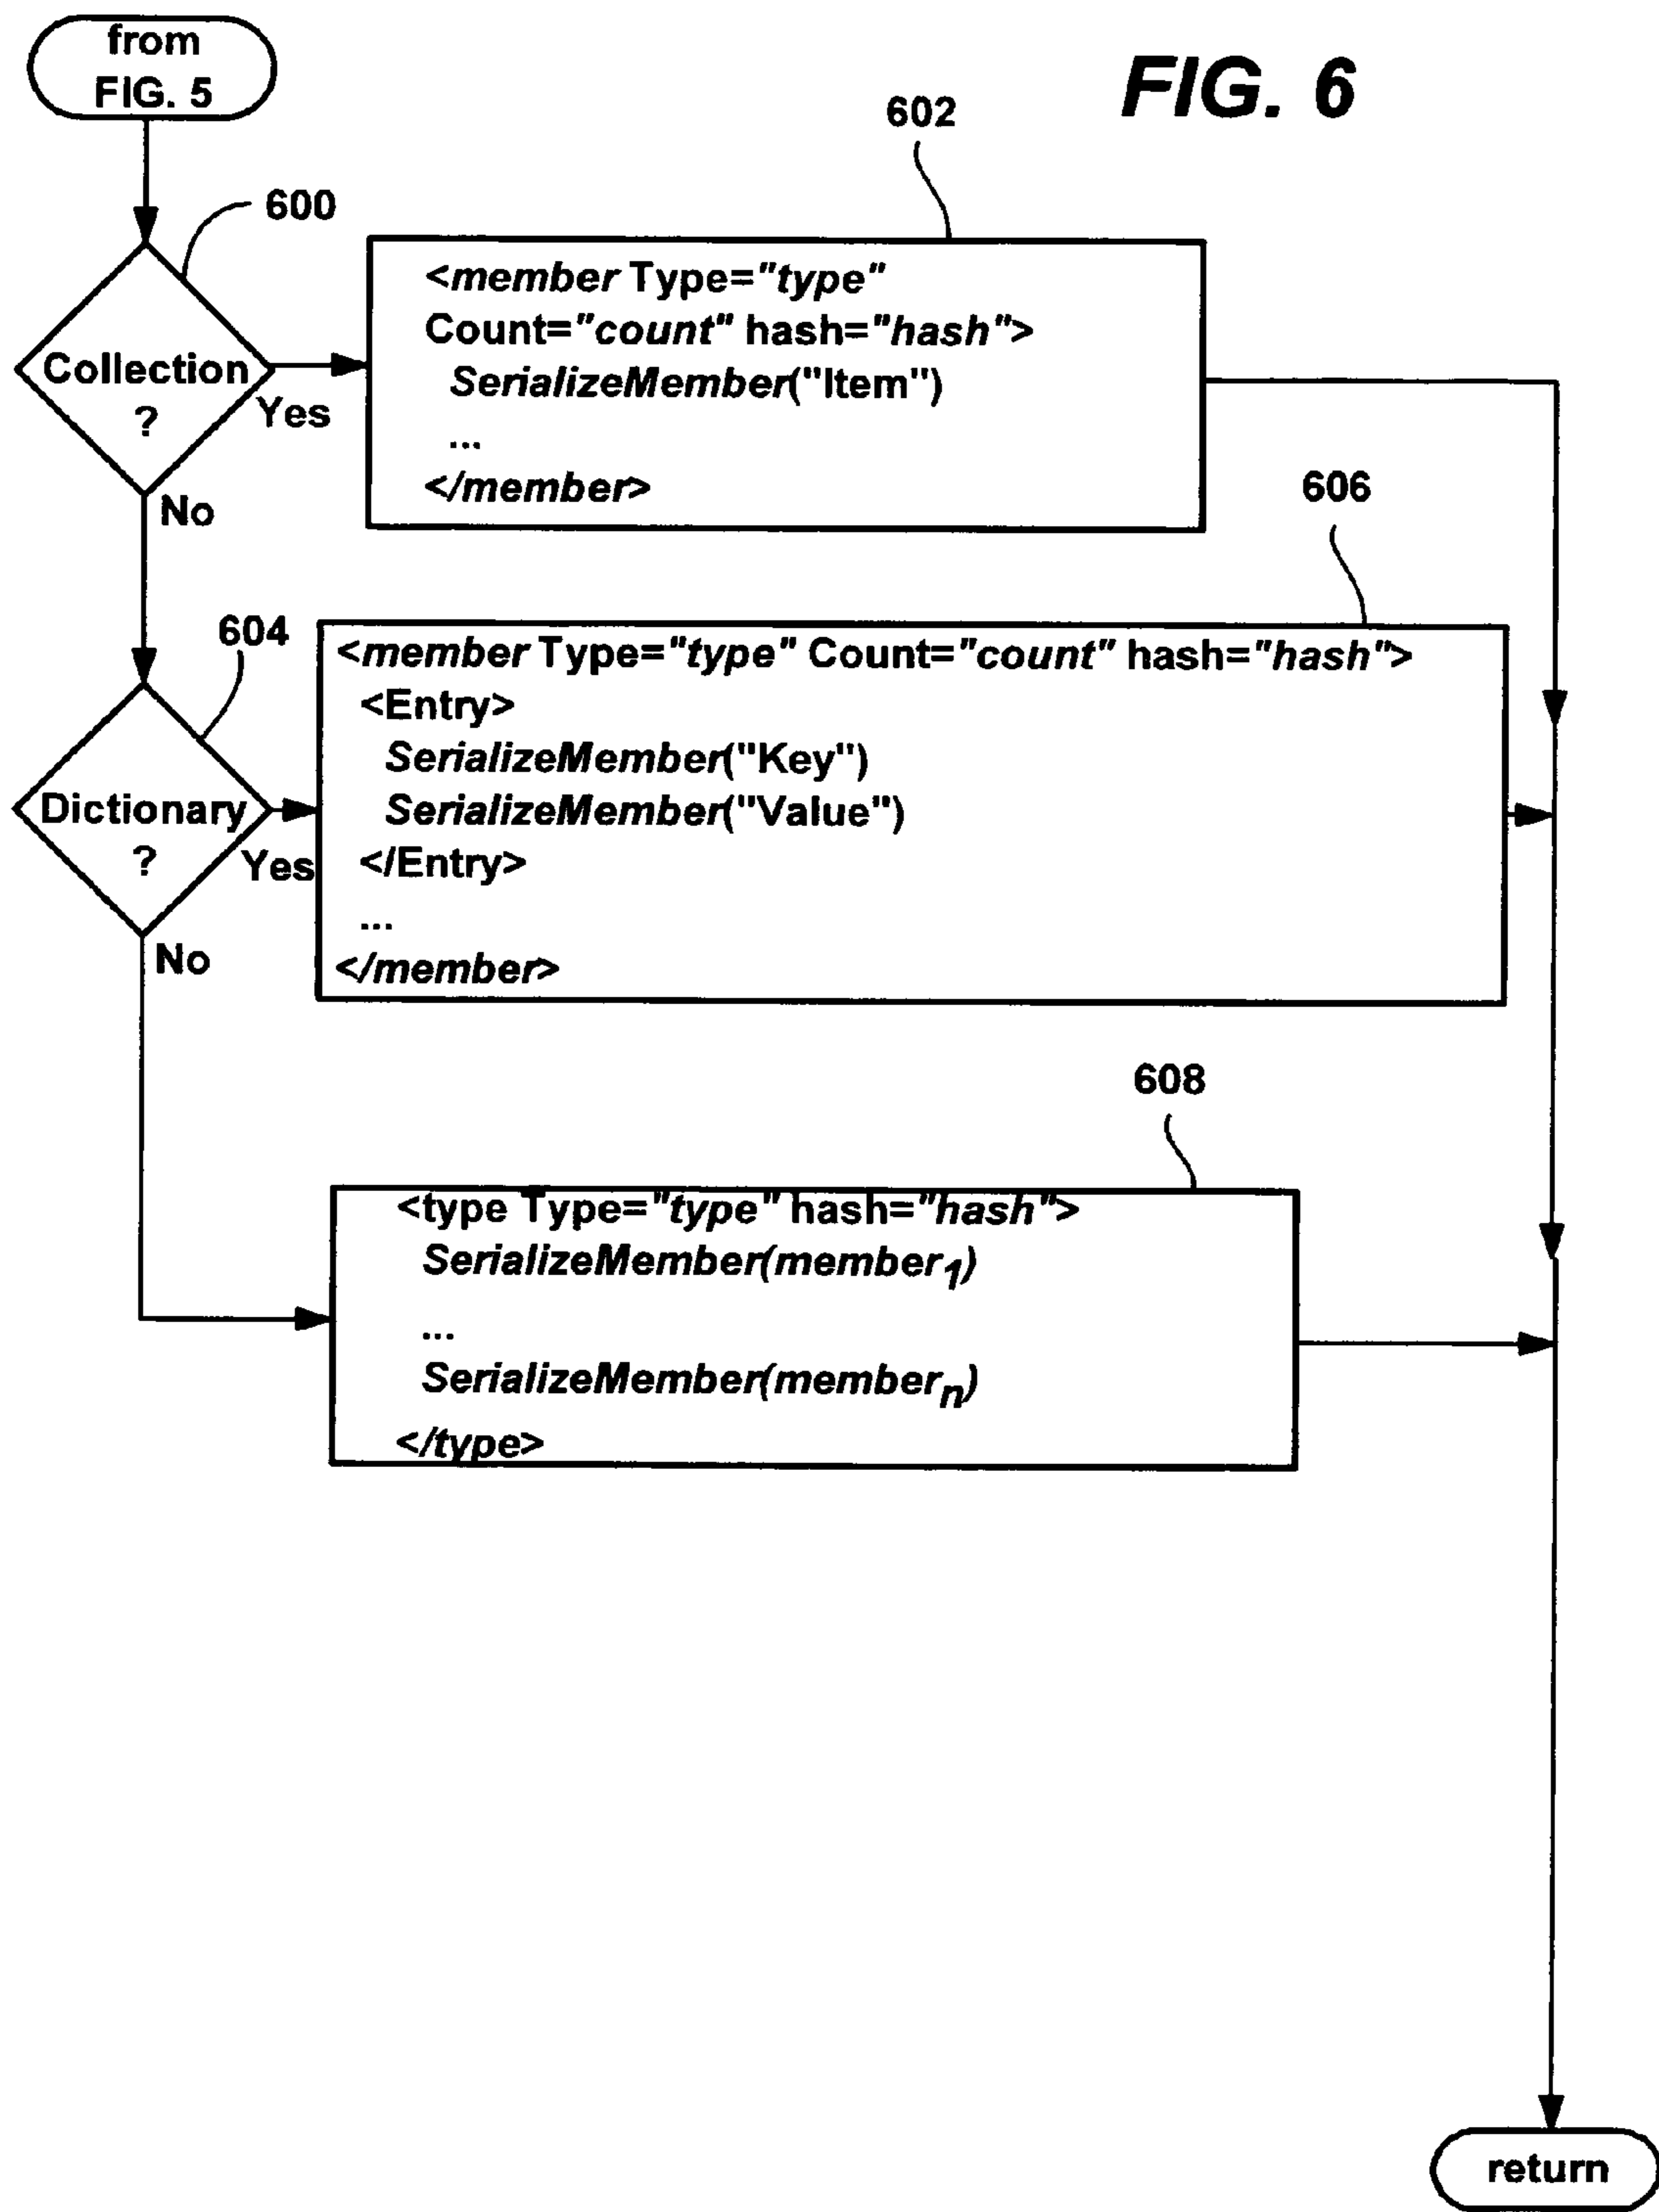 from
FIG. 5
FIG. 6
602
600
<member Type="type"
Count="count" hash="hash">
SerializeMember("Item")
...
</member>
Collection
?
Yes
No
606
604
<member Type="type" Count="count" hash="hash">
<Entry>
SerializeMember("Key")
SerializeMember("Value")
</Entry>
...
</member>
Dictionary
?
Yes
No
608
<type Type="type" hash="hash">
SerializeMember(member1)
...
SerializeMember(membern)
</type>
return